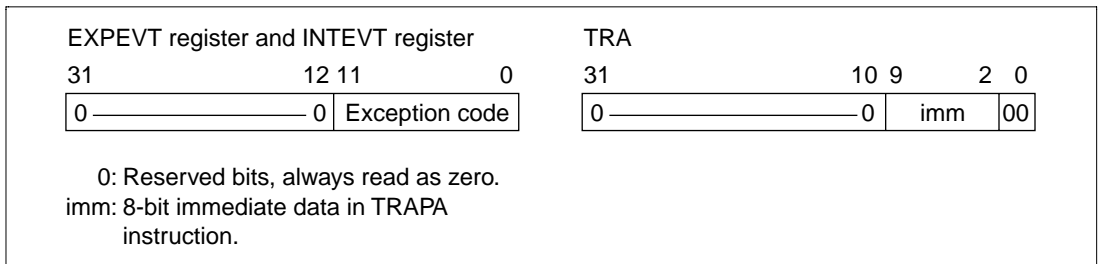 EXPEVT register and INTEVT register
31 12 11 0
0 0 Exception code
TRA
31 10 9 2 0
0 0 imm 00
0: Reserved bits, always read as zero.
imm: 8-bit immediate data in TRAPA
instruction.